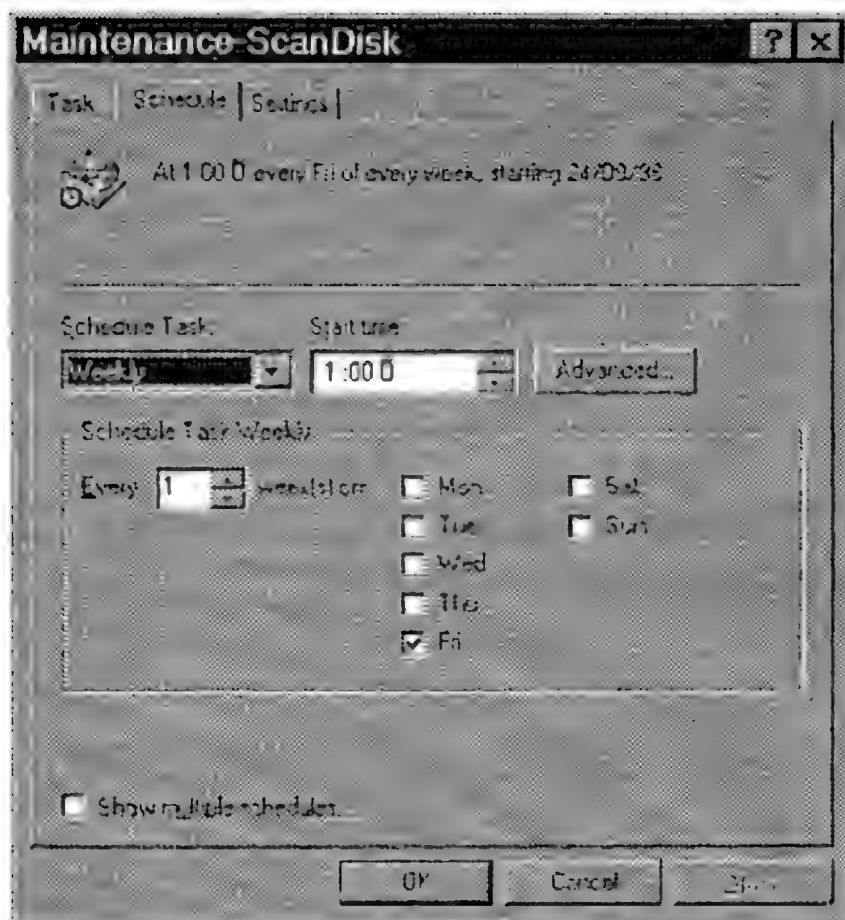 Maintenance-ScanDisk
Task Schedule Settings
At 1:00 0 every Fri of every week, starting 24/09/
Schedule Task: Start time:
Weekly 1:00 0 Advanced...
Schedule Task Weekly
Every 1 week(s) on: Mon Sat
Tue Sun
Wed
Thu
Fri
Show multiple schedules.
OK Cancel